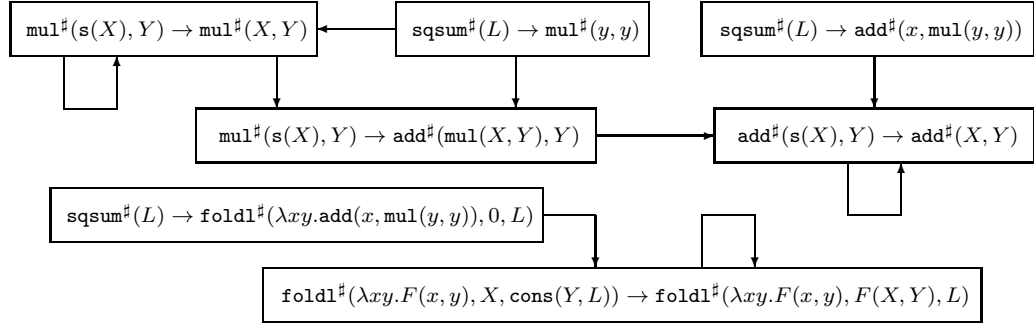 mul♯(s(X), Y) → mul♯(X, Y)
sqsum♯(L) → mul♯(y, y)
sqsum♯(L) → add♯(x, mul(y, y))
mul♯(s(X), Y) → add♯(mul(X, Y), Y)
add♯(s(X), Y) → add♯(X, Y)
sqsum♯(L) → foldl♯(λxy.add(x, mul(y, y)), 0, L)
foldl♯(λxy.F(x, y), X, cons(Y, L)) → foldl♯(λxy.F(x, y), F(X, Y), L)